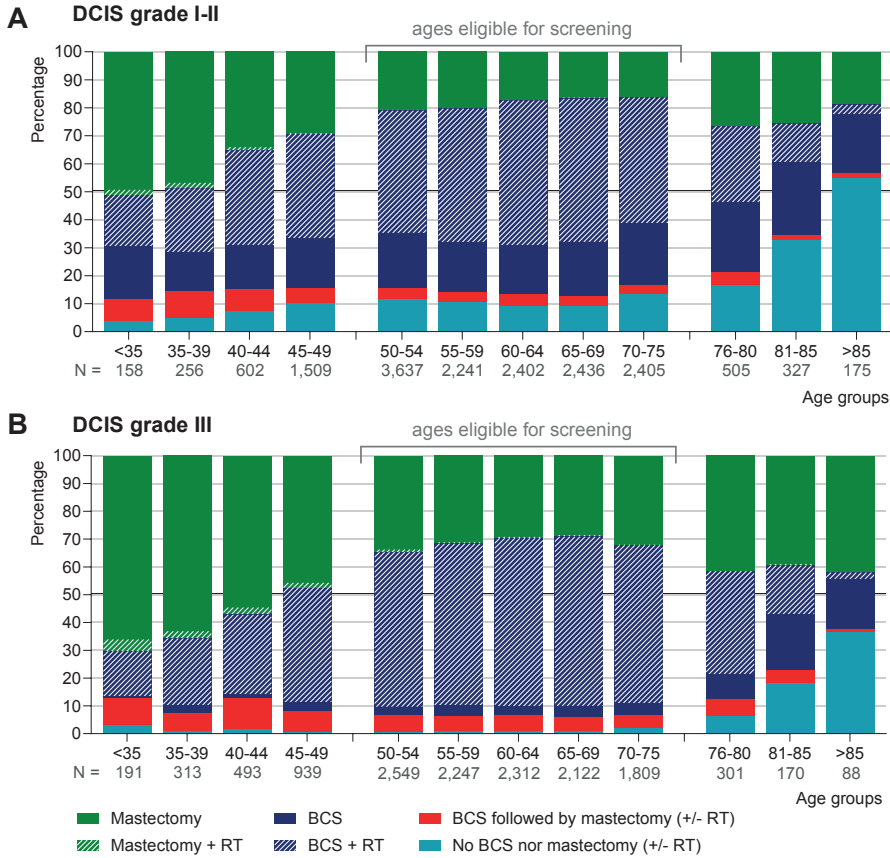 A DCIS grade I-II
ages eligible for screening
Percentage
100
90
80
70
60
50
40
30
20
10
0
<35 35-39 40-44 45-49 50-54 55-59 60-64 65-69 70-75 76-80 81-85 >85
N = 158 256 602 1,509 3,637 2,241 2,402 2,436 2,405 505 327 175
Age groups
B DCIS grade III
ages eligible for screening
Percentage
100
90
80
70
60
50
40
30
20
10
0
<35 35-39 40-44 45-49 50-54 55-59 60-64 65-69 70-75 76-80 81-85 >85
N = 191 313 493 939 2,549 2,247 2,312 2,122 1,809 301 170 88
Age groups
Mastectomy BCS BCS followed by mastectomy (+/- RT)
Mastectomy + RT BCS + RT No BCS nor mastectomy (+/- RT)